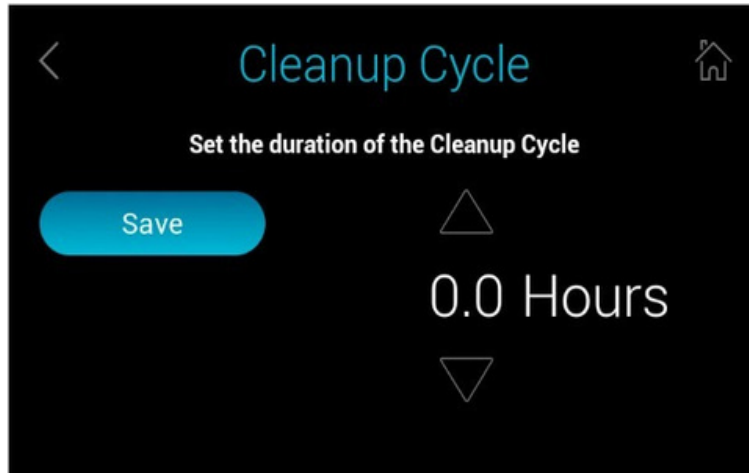 Cleanup Cycle
Set the duration of the Cleanup Cycle
Save
0.0 Hours